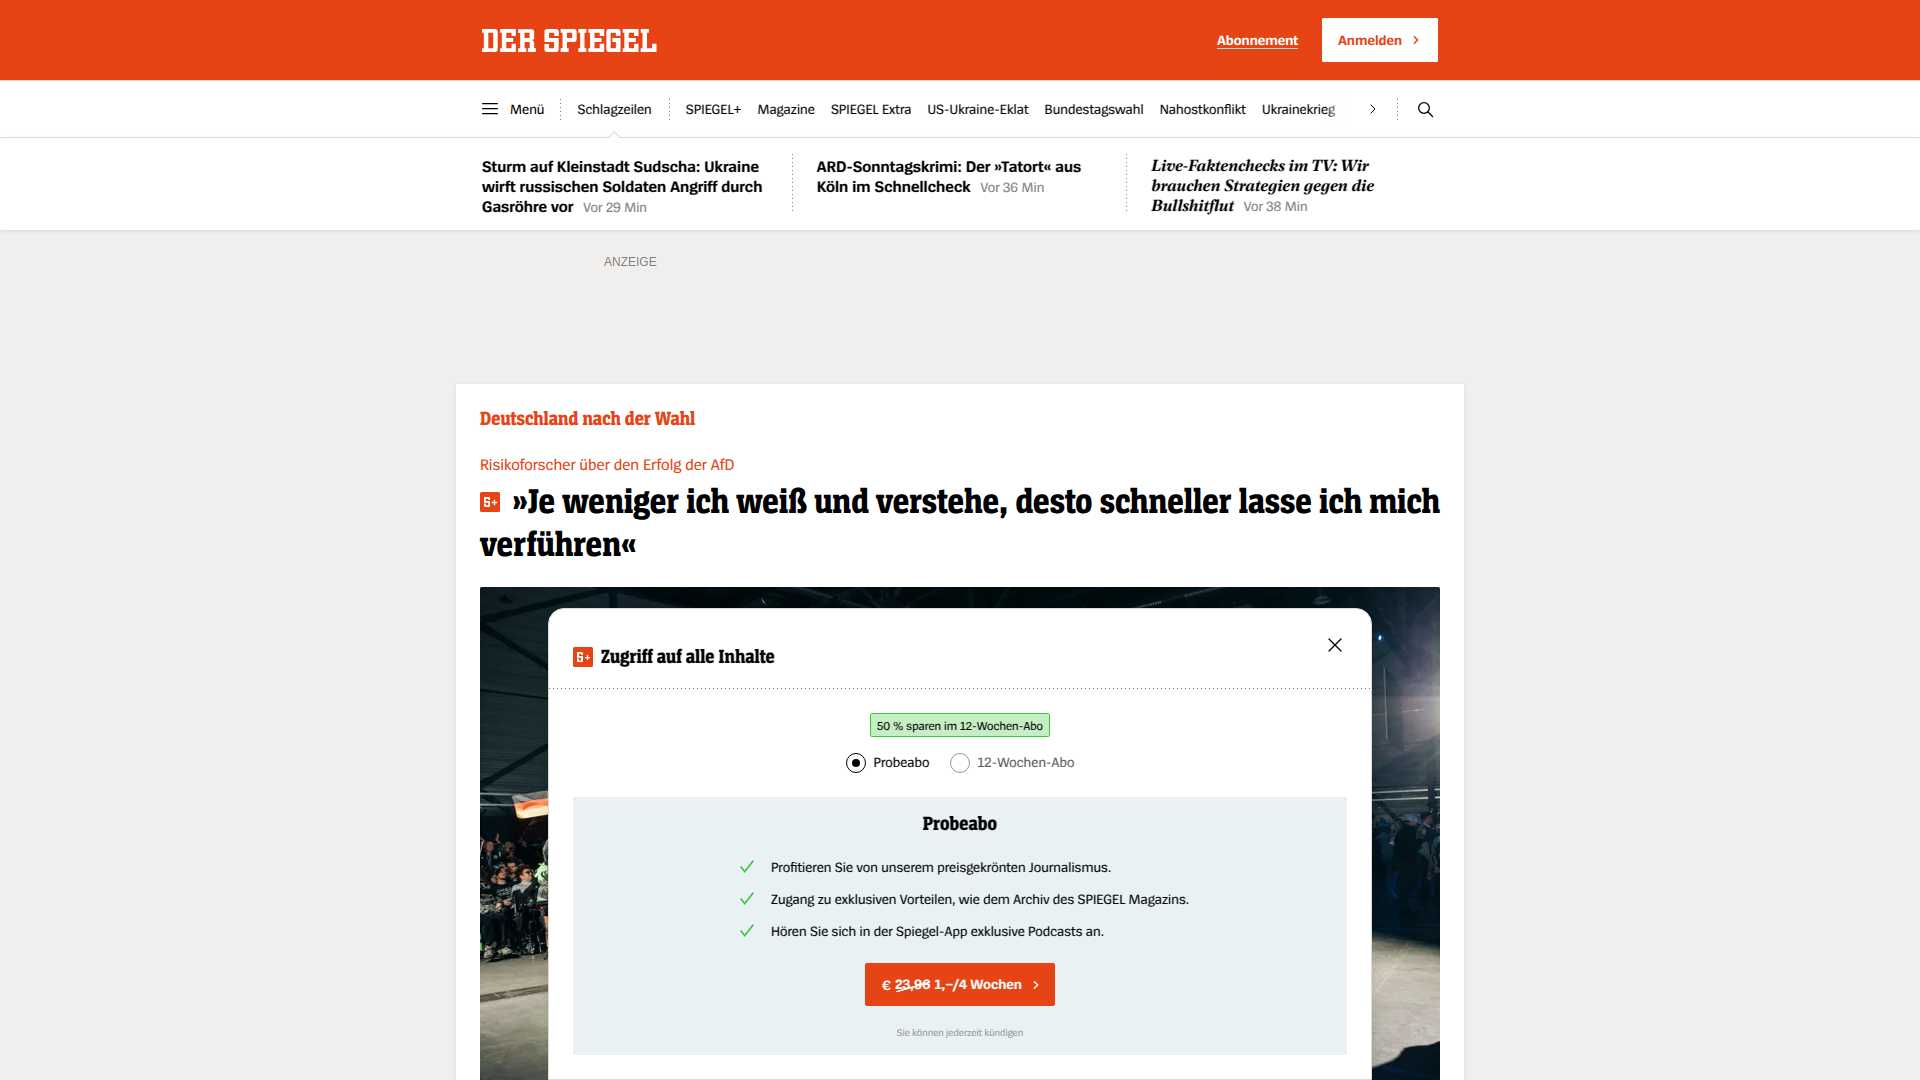 DER SPIEGEL
Abonnement
Anmelden
Menü
Schlagzeilen
SPIEGEL+
Magazine
SPIEGEL Extra
US-Ukraine-Eklat
Bundestagswahl
Nahostkonflikt
Ukrainekrieg
Sturm auf Kleinstadt Sudscha: Ukraine
wirft russischen Soldaten Angriff durch
Gasröhre vor Vor 29 Min
ARD-Sonntagskrimi: Der »Tatort« aus
Köln im Schnellcheck Vor 36 Min
Live-Faktenchecks im TV: Wir
brauchen Strategien gegen die
Bullshitflut Vor 38 Min
ANZEIGE
Deutschland nach der Wahl
Risikoforscher über den Erfolg der AfD
»Je weniger ich weiß und verstehe, desto schneller lasse ich mich
verführen«
Zugriff auf alle Inhalte
50 % sparen im 12-Wochen-Abo
Probeabo
12-Wochen-Abo
Probeabo
Profitieren Sie von unserem preisgekrönten Journalismus.
Zugang zu exklusiven Vorteilen, wie dem Archiv des SPIEGEL Magazins.
Hören Sie sich in der Spiegel-App exklusive Podcasts an.
€ 23,96 1,–/4 Wochen
Sie können jederzeit kündigen